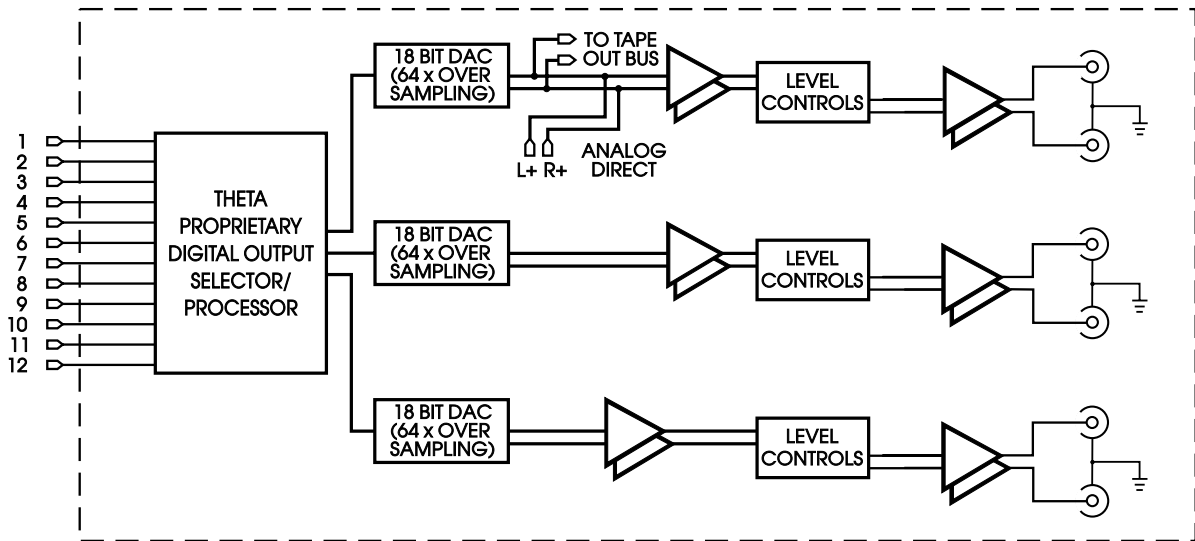 18 BIT DAC
(64 x OVER
SAMPLING)
TO TAPE
OUT BUS
L+ R+
ANALOG
DIRECT
LEVEL
CONTROLS
1
2
3
4
5
6
7
8
9
10
11
12
THETA
PROPRIETARY
DIGITAL OUTPUT
SELECTOR/
PROCESSOR
18 BIT DAC
(64 x OVER
SAMPLING)
LEVEL
CONTROLS
18 BIT DAC
(64 x OVER
SAMPLING)
LEVEL
CONTROLS